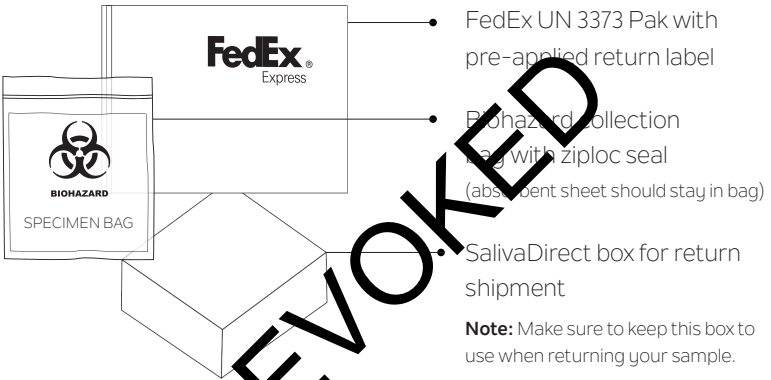 FedEx®
Express
BIOHAZARD
SPECIMEN BAG
FedEx UN 3373 Pak with
pre-applied return label
Biohazard collection
bag with ziploc seal
(absorbent sheet should stay in bag)
SalivaDirect box for return
shipment
Note: Make sure to keep this box to
use when returning your sample.
EVOKED